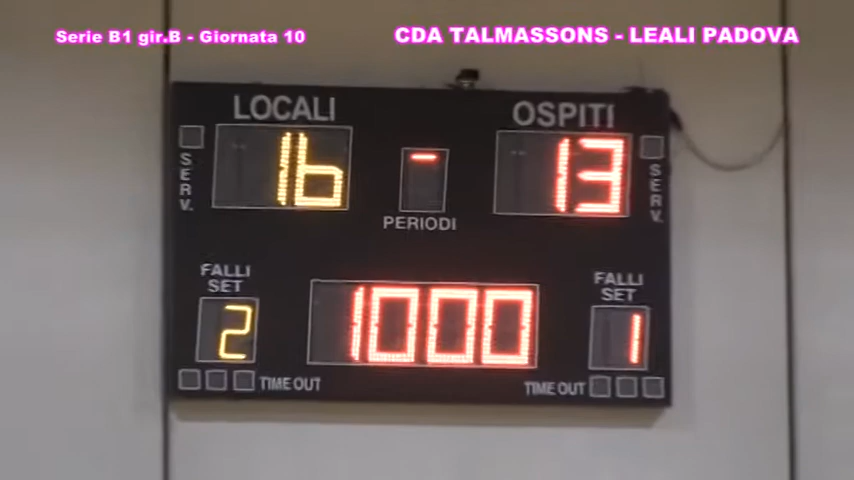 Serie B1 gir.B - Giornata 10
CDA TALMASSONS - LEALI PADOVA
LOCALI
OSPITI
16
-
13
SERV.
SERV.
PERIODI
FALLI SET
FALLI SET
2
1000
1
TIME OUT
TIME OUT